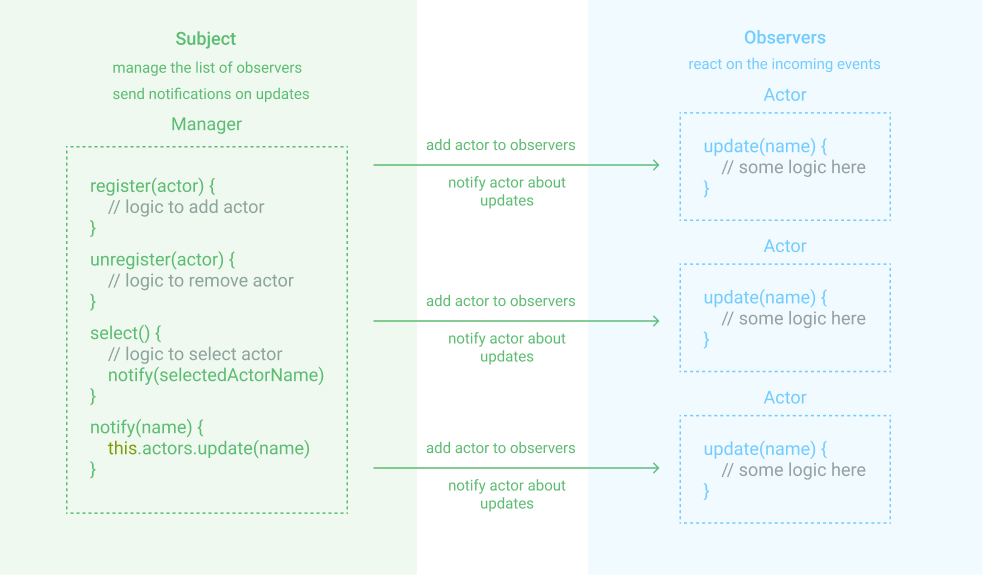 Subject
manage the list of observers
send notifications on updates
Manager
register(actor) {
// logic to add actor
}
unregister(actor) {
// logic to remove actor
}
select() {
// logic to select actor
notify(selectedActorName)
}
notify(name) {
this.actors.update(name)
}
add actor to observers
notify actor about
updates
add actor to observers
notify actor about
updates
add actor to observers
notify actor about
updates
Observers
react on the incoming events
Actor
update(name) {
// some logic here
}
Actor
update(name) {
// some logic here
}
Actor
update(name) {
// some logic here
}